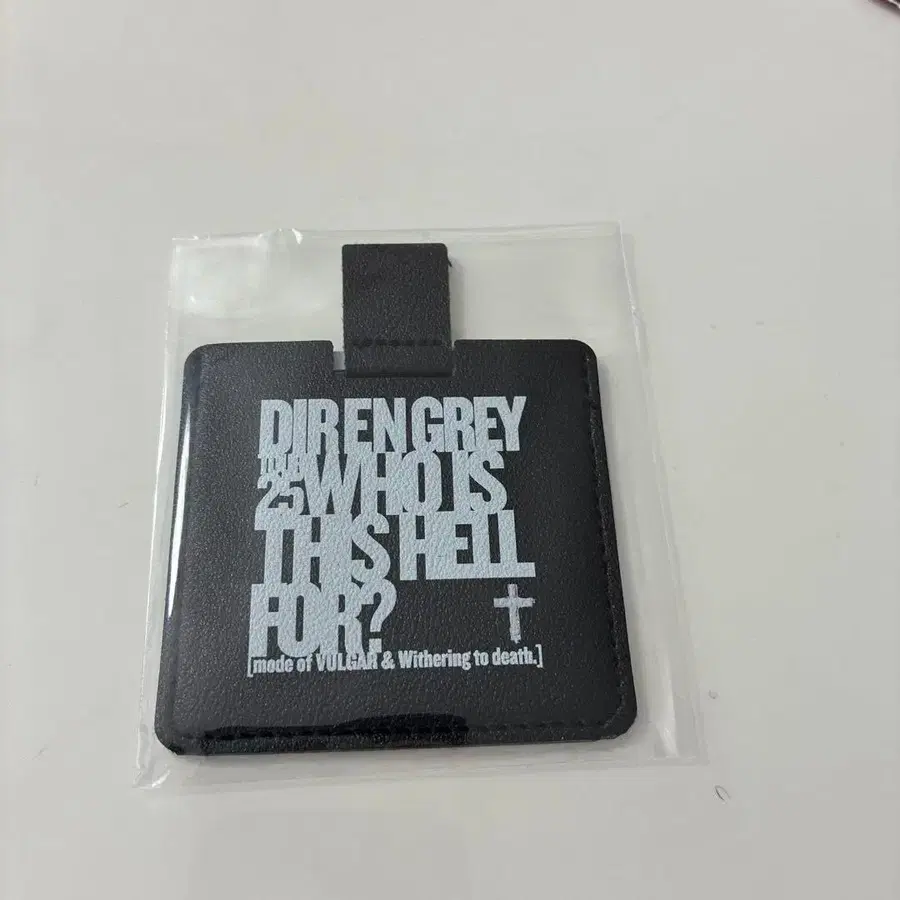 DIR EN GREY
TOUR
25 WHO IS
THIS HELL
FOR?
[mode of VULGAR & Withering to death.]